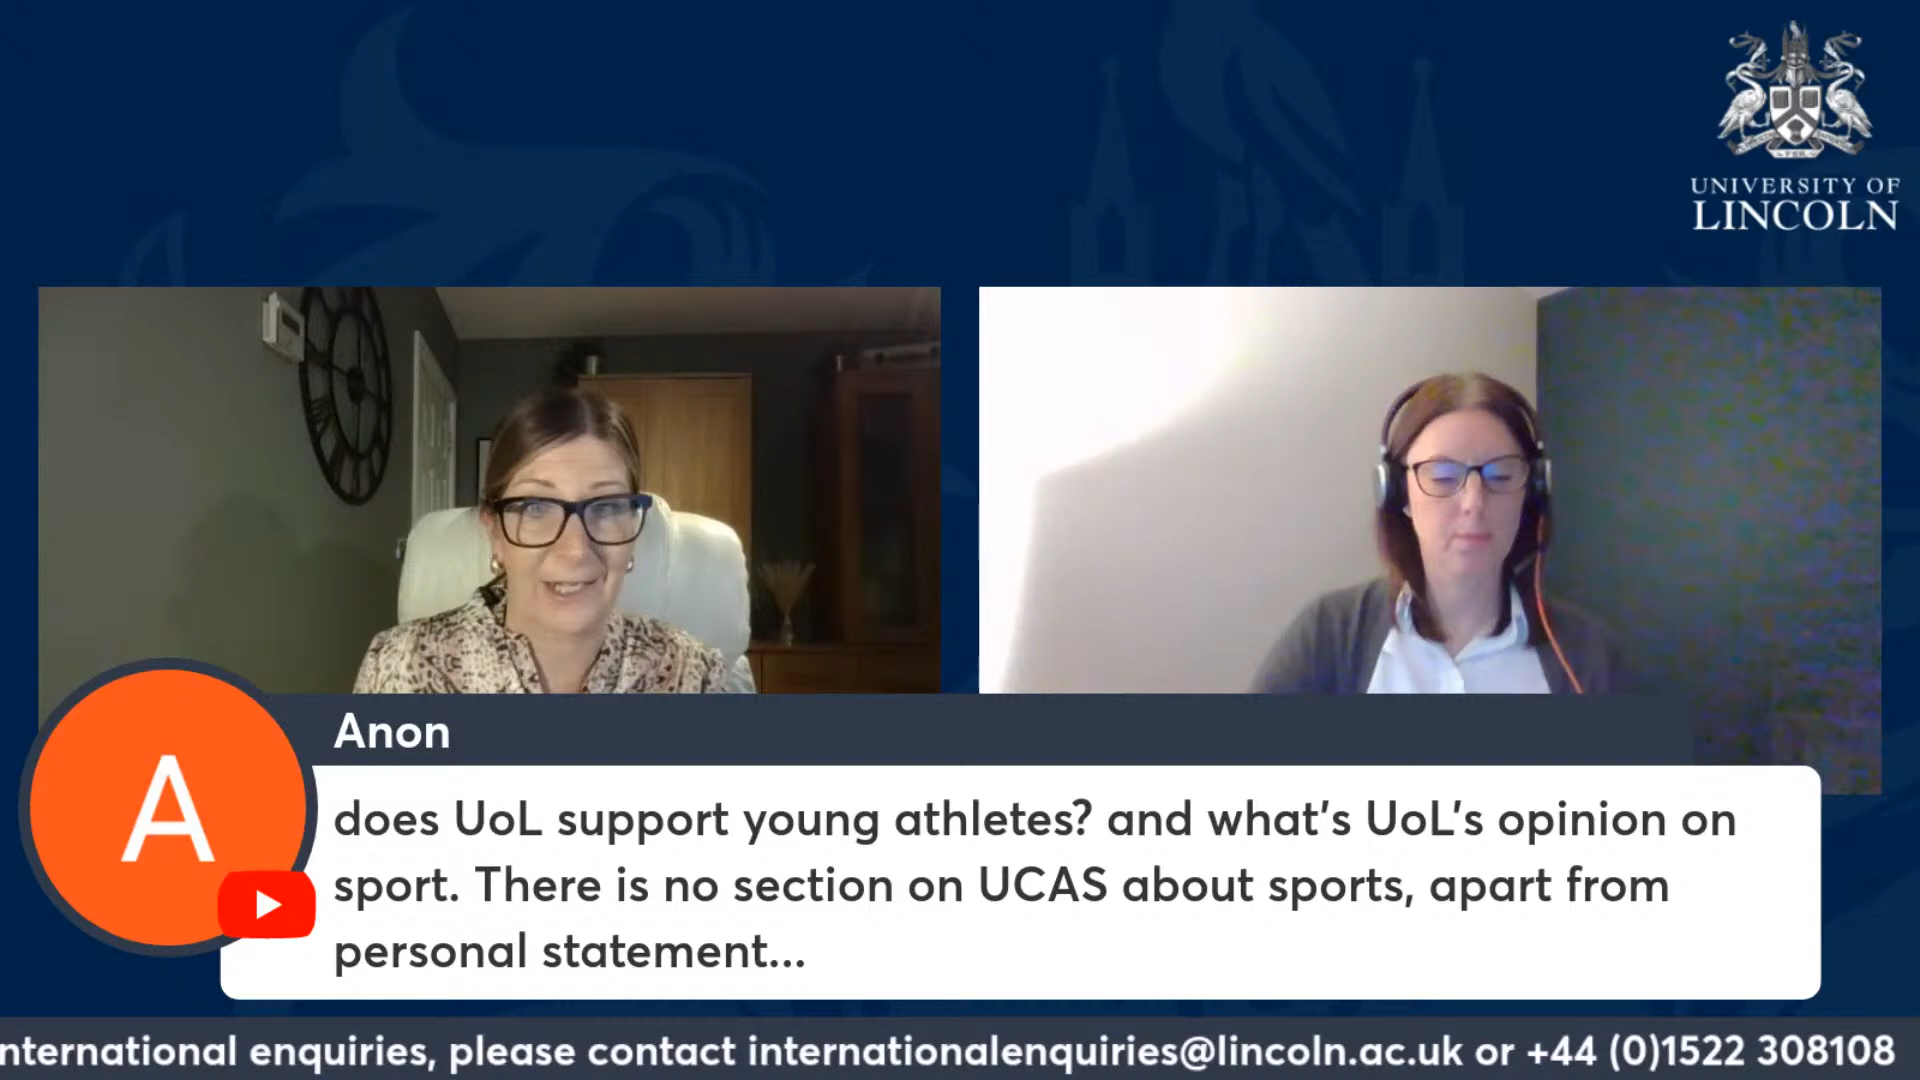 UNIVERSITY OF
LINCOLN
Anon
A
does UoL support young athletes? and what's UoL's opinion on
sport. There is no section on UCAS about sports, apart from
personal statement...
nternational enquiries, please contact internationalenquiries@lincoln.ac.uk or +44 (0)1522 308108